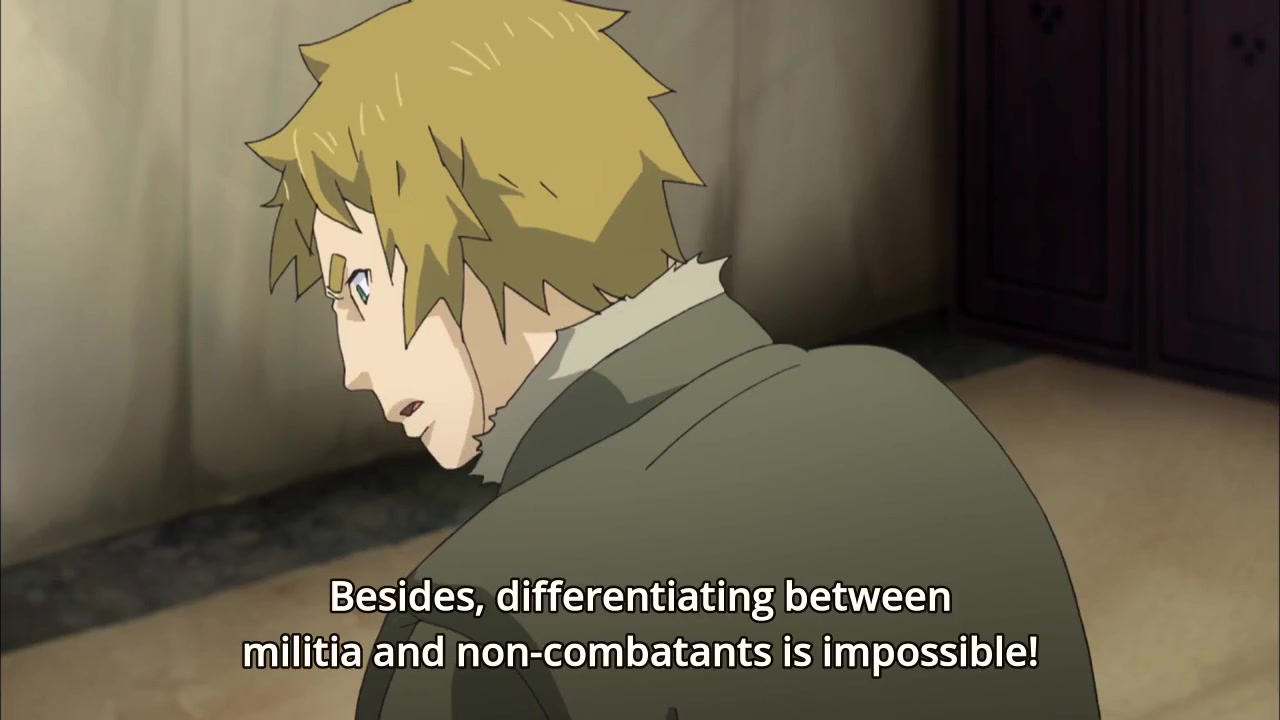 Besides, differentiating between
militia and non-combatants is impossible!